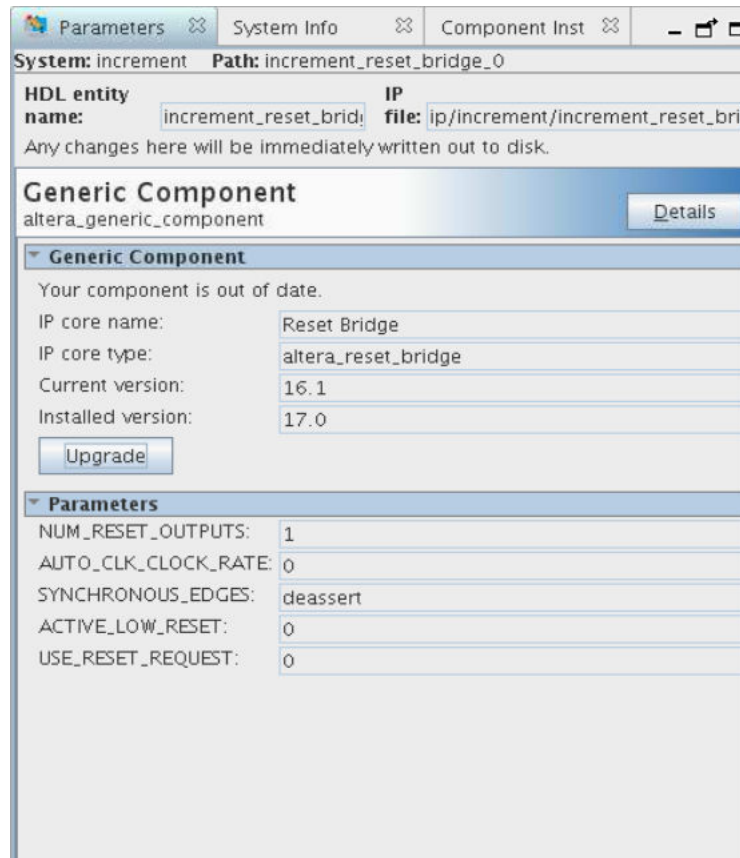 Parameters System Info Component Inst
System: increment Path: increment_reset_bridge_0
HDL entity name: increment_reset_brid IP file: ip/increment/increment_reset_bri
Any changes here will be immediately written out to disk.
Generic Component
altera_generic_component
Details
Generic Component
Your component is out of date.
IP core name: Reset Bridge
IP core type: altera_reset_bridge
Current version: 16.1
Installed version: 17.0
Upgrade
Parameters
NUM_RESET_OUTPUTS: 1
AUTO_CLK_CLOCK_RATE: 0
SYNCHRONOUS_EDGES: deassert
ACTIVE_LOW_RESET: 0
USE_RESET_REQUEST: 0